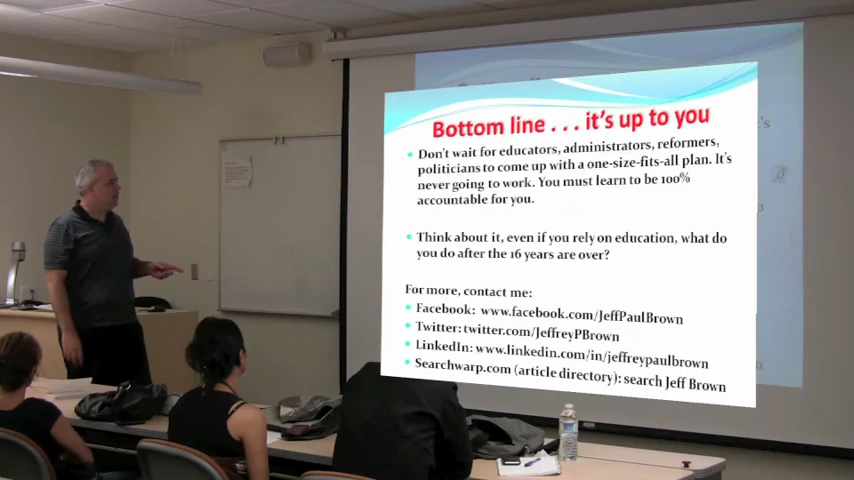 Bottom line . . . it's up to you
Don't wait for educators, administrators, reformers,
politicians to come up with a one-size-fits-all plan. It's
never going to work. You must learn to be 100%
accountable for you.
Think about it, even if you rely on education, what do
you do after the 16 years are over?
For more, contact me:
Facebook: www.facebook.com/JeffPaulBrown
Twitter: twitter.com/JeffreyPBrown
LinkedIn: www.linkedin.com/in/jeffreypaulbrown
Searchwarp.com (article directory): search Jeff Brown